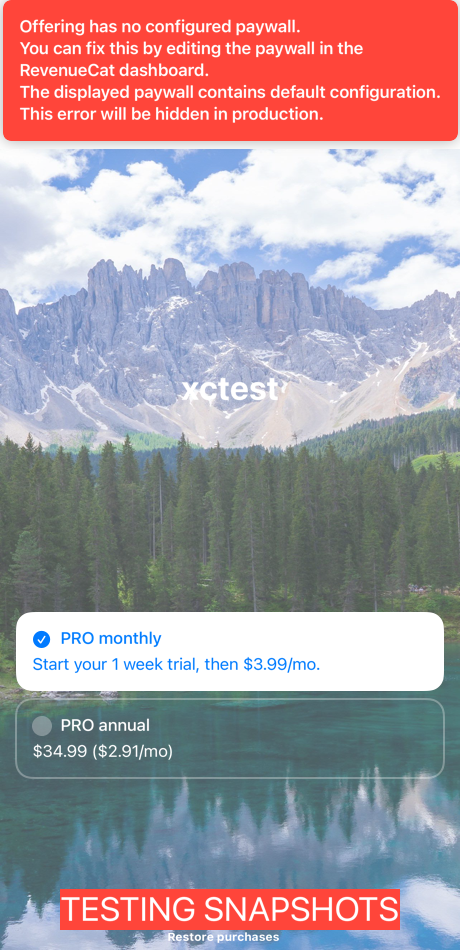 Offering has no configured paywall.
You can fix this by editing the paywall in the
RevenueCat dashboard.
The displayed paywall contains default configuration.
This error will be hidden in production.
xctest
PRO monthly
Start your 1 week trial, then $3.99/mo.
PRO annual
$34.99 ($2.91/mo)
TESTING SNAPSHOTS
Restore purchases